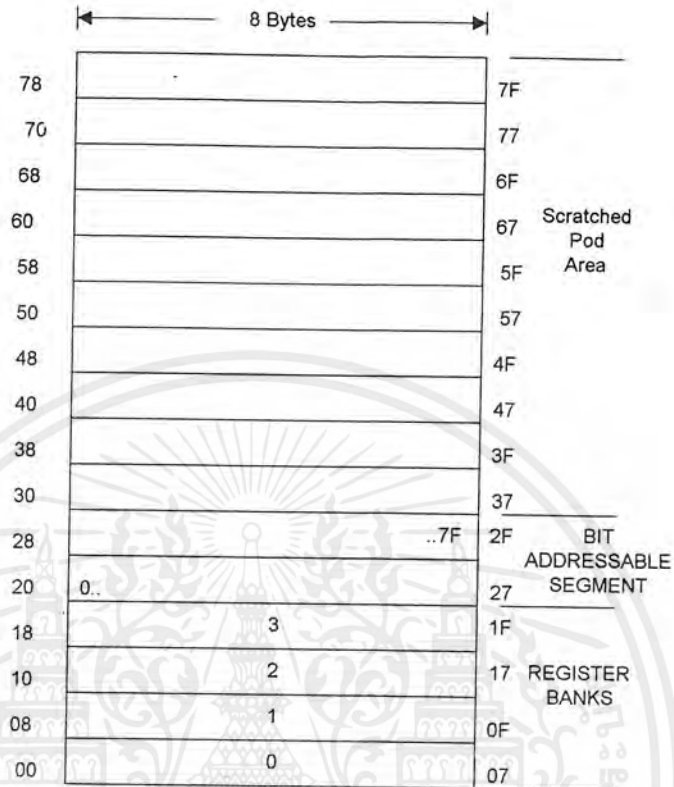 8 Bytes
78 7F
70 77
68 6F
60 67
58 5F
50 57
48 4F
40 47
38 3F
30 37
Scratched
Pod
Area
28 ..7F 2F
20 0.. 27
BIT
ADDRESSABLE
SEGMENT
18 3 1F
10 2 17
08 1 0F
00 0 07
REGISTER
BANKS